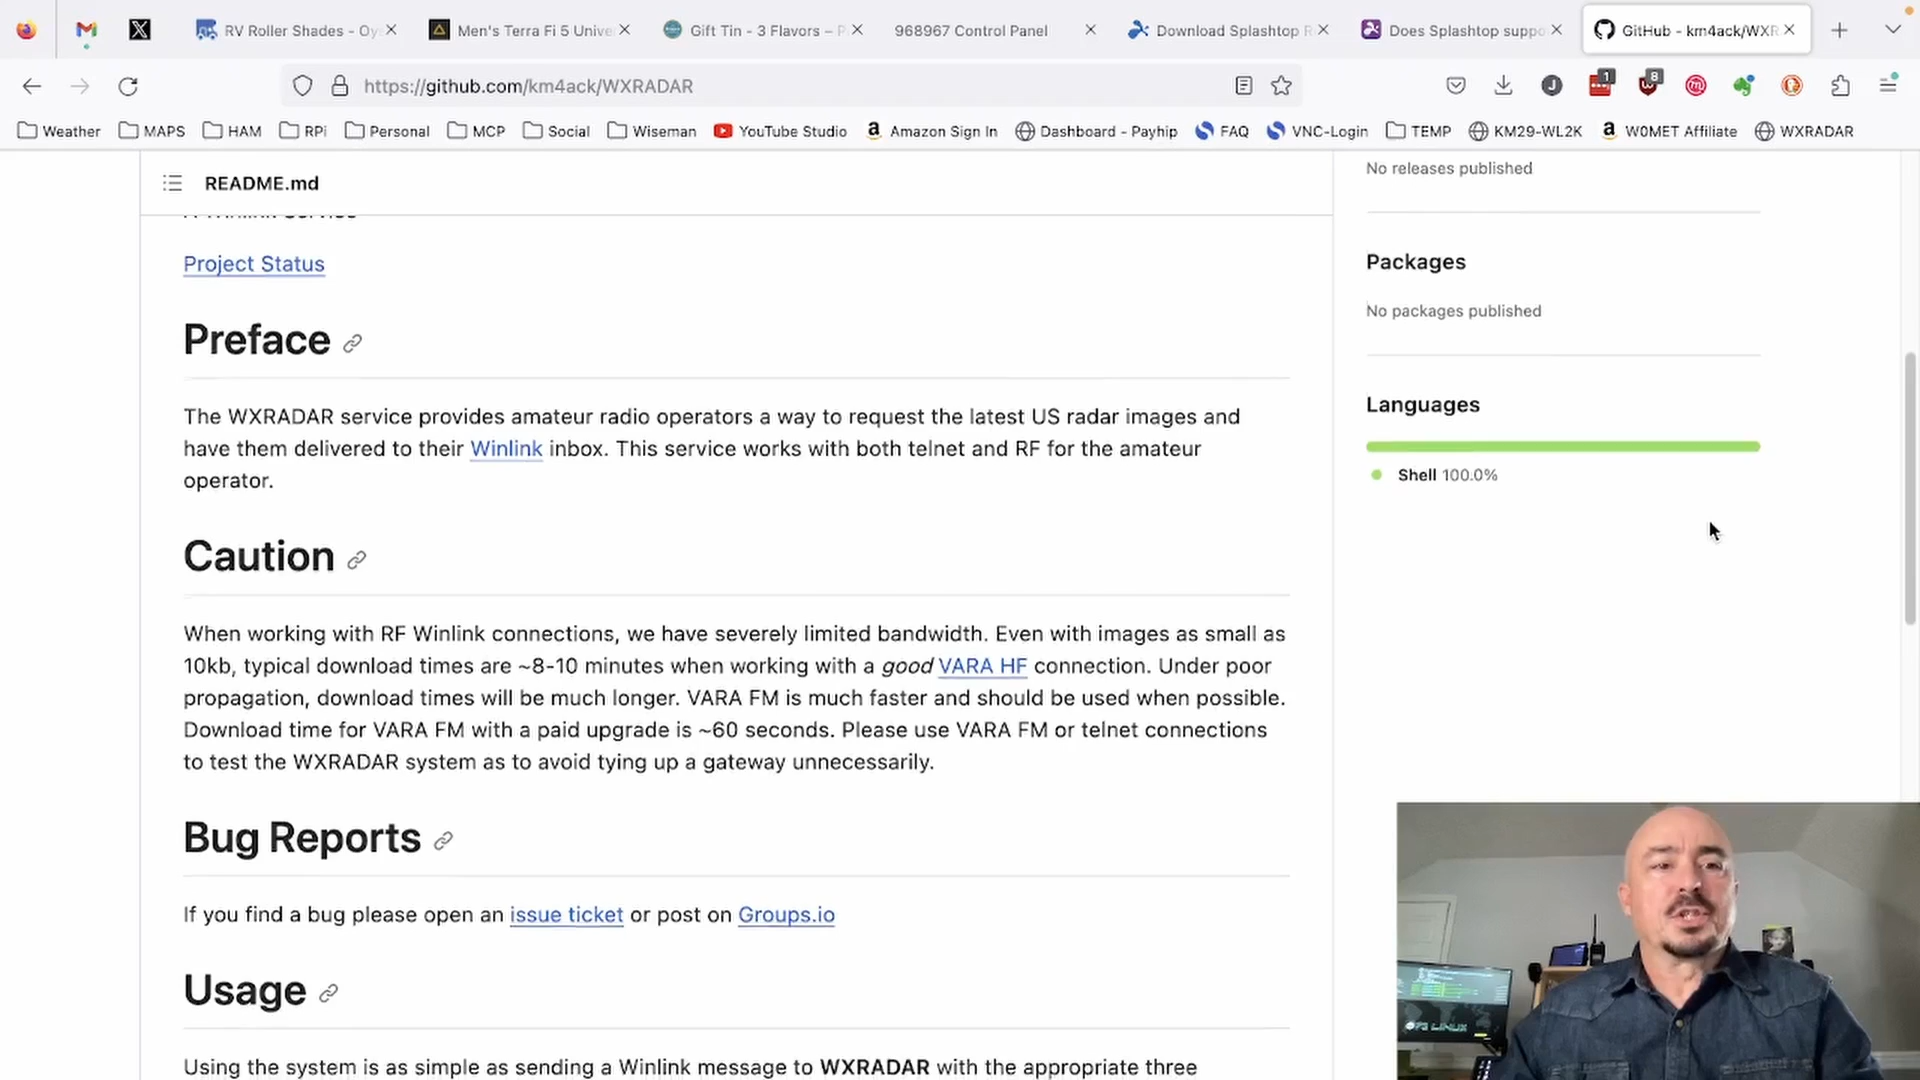 RV Roller Shades - Oy
Men's Terra Fi 5 Unive
Gift Tin - 3 Flavors – P
968967 Control Panel
Download Splashtop R
Does Splashtop suppo
GitHub - km4ack/WXR
https://github.com/km4ack/WXRADAR
J
1
8
Weather
MAPS
HAM
RPi
Personal
MCP
Social
Wiseman
YouTube Studio
Amazon Sign In
Dashboard - Payhip
FAQ
VNC-Login
TEMP
KM29-WL2K
W0MET Affiliate
WXRADAR
README.md
Project Status
Preface
The WXRADAR service provides amateur radio operators a way to request the latest US radar images and
have them delivered to their Winlink inbox. This service works with both telnet and RF for the amateur
operator.
Caution
When working with RF Winlink connections, we have severely limited bandwidth. Even with images as small as
10kb, typical download times are ~8-10 minutes when working with a good VARA HF connection. Under poor
propagation, download times will be much longer. VARA FM is much faster and should be used when possible.
Download time for VARA FM with a paid upgrade is ~60 seconds. Please use VARA FM or telnet connections
to test the WXRADAR system as to avoid tying up a gateway unnecessarily.
Bug Reports
If you find a bug please open an issue ticket or post on Groups.io
Usage
Using the system is as simple as sending a Winlink message to WXRADAR with the appropriate three
No releases published
Packages
No packages published
Languages
Shell 100.0%